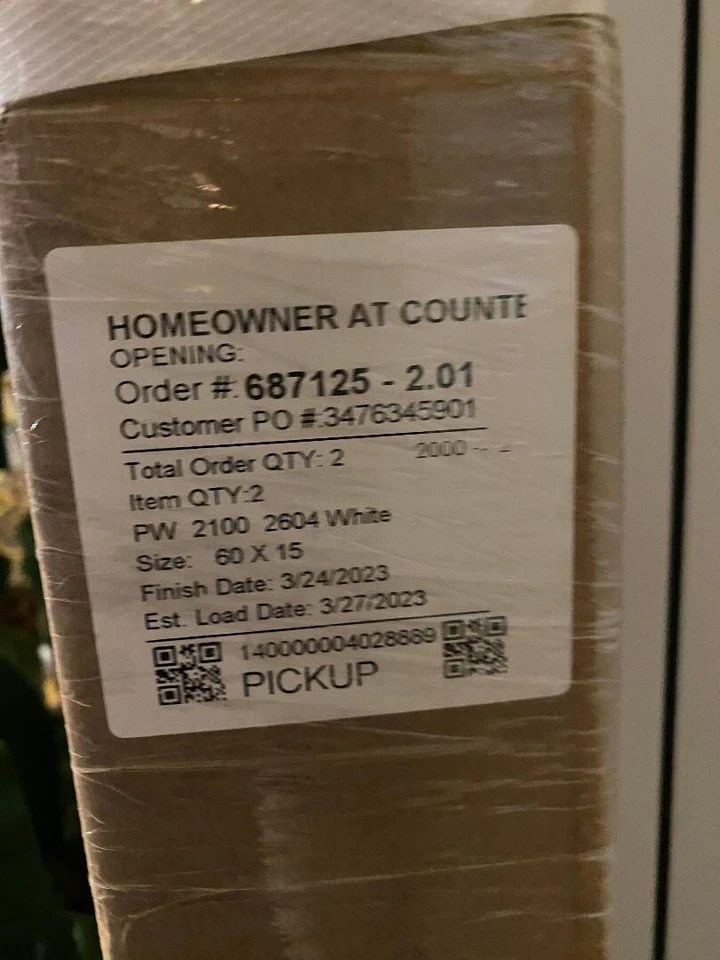 HOMEOWNER AT COUNTE
OPENING:
Order #: 687125 - 2.01
Customer PO #:3476345901
Total Order QTY: 2
Item QTY:2
PW 2100 2604 White
Size: 60 X 15
Finish Date: 3/24/2023
Est. Load Date: 3/27/2023
140000004028889
PICKUP